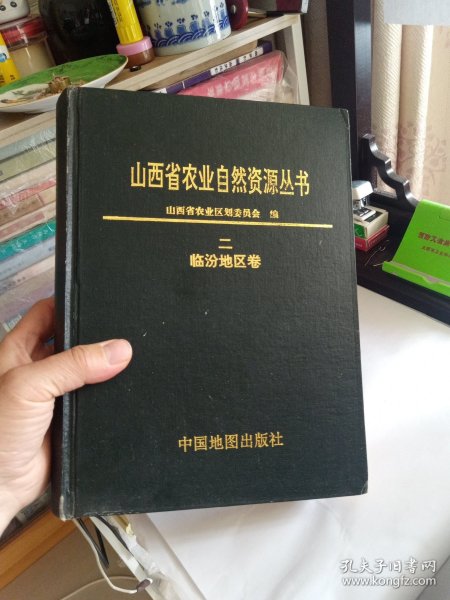 山西省农业自然资源丛书
山西省农业区划委员会 编
二
临汾地区卷
中国地图出版社
孔夫子旧书网
www.kongfz.com